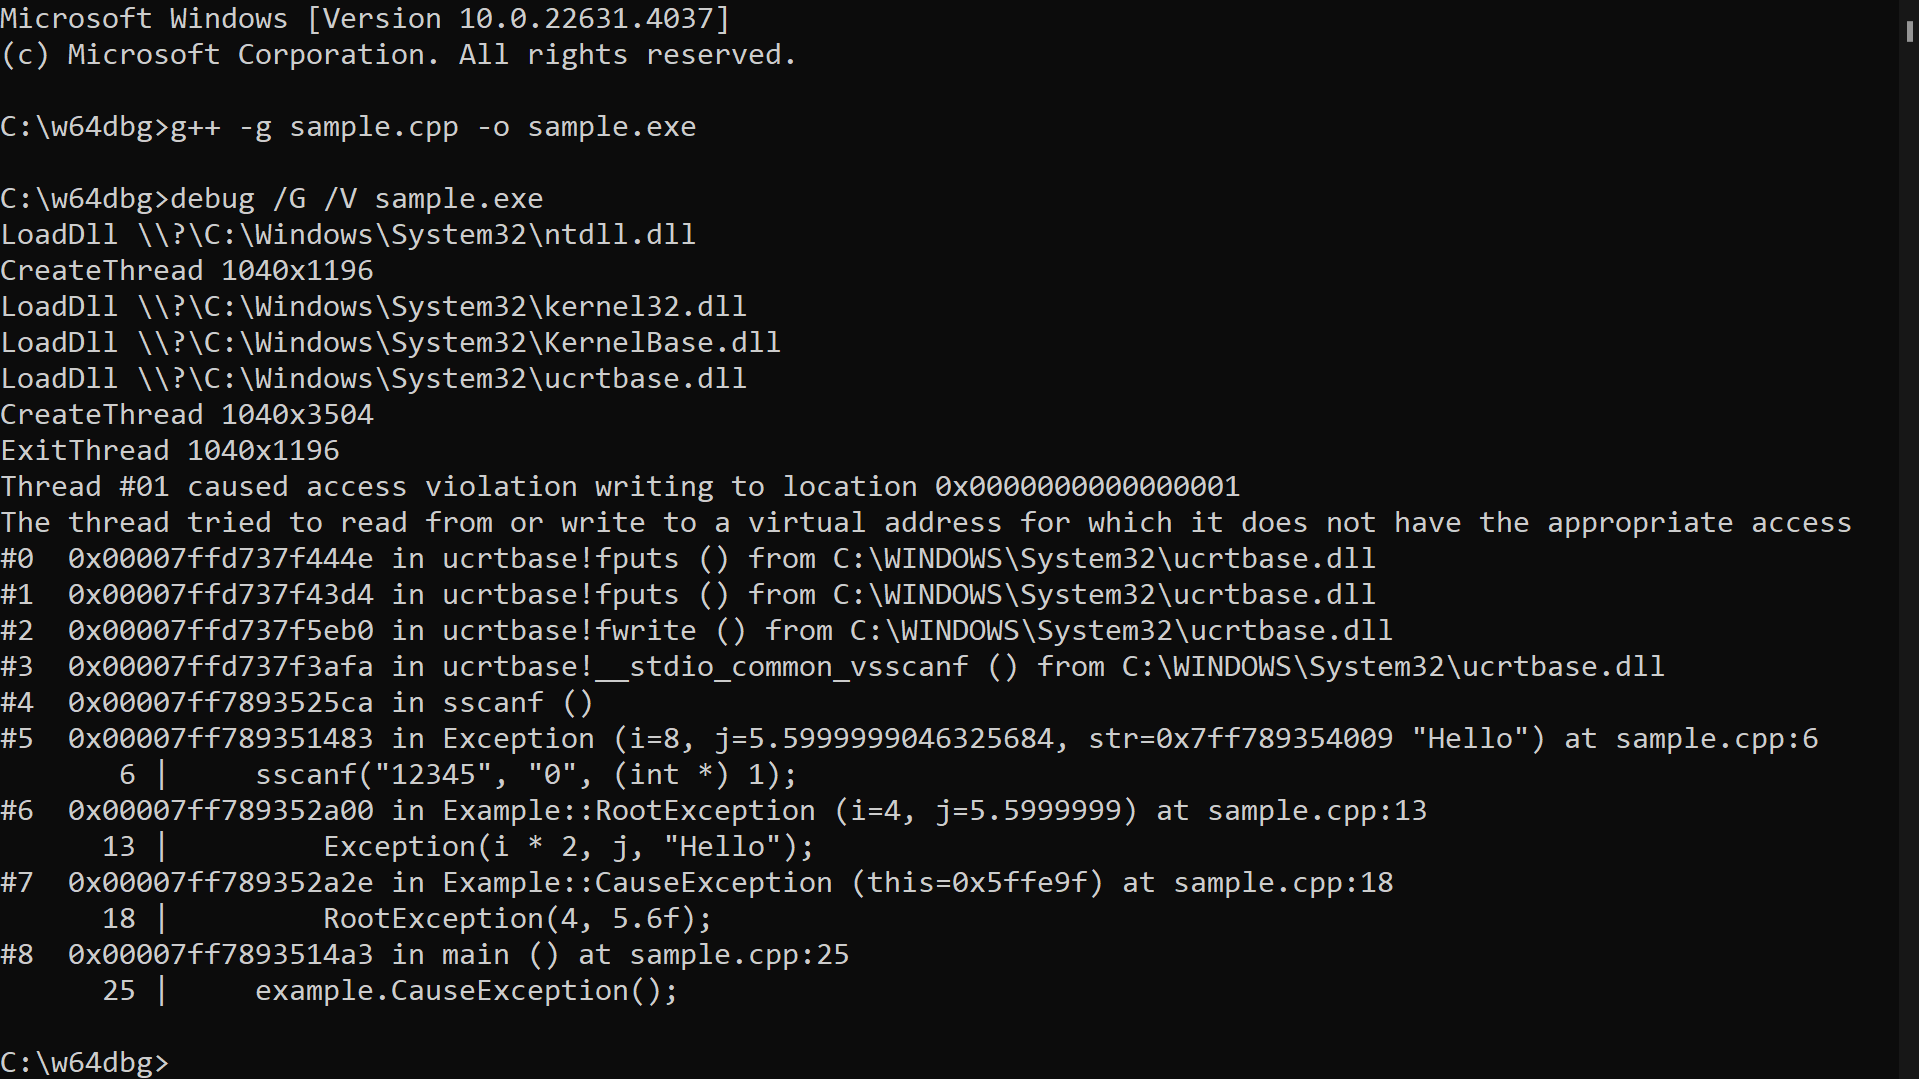 Microsoft Windows [Version 10.0.22631.4037]
(c) Microsoft Corporation. All rights reserved.

C:\w64dbg>g++ -g sample.cpp -o sample.exe

C:\w64dbg>debug /G /V sample.exe
LoadDll \\?\C:\Windows\System32\ntdll.dll
CreateThread 1040x1196
LoadDll \\?\C:\Windows\System32\kernel32.dll
LoadDll \\?\C:\Windows\System32\KernelBase.dll
LoadDll \\?\C:\Windows\System32\ucrtbase.dll
CreateThread 1040x3504
ExitThread 1040x1196
Thread #01 caused access violation writing to location 0x0000000000000001
The thread tried to read from or write to a virtual address for which it does not have the appropriate access
#0  0x00007ffd737f444e in ucrtbase!fputs () from C:\WINDOWS\System32\ucrtbase.dll
#1  0x00007ffd737f43d4 in ucrtbase!fputs () from C:\WINDOWS\System32\ucrtbase.dll
#2  0x00007ffd737f5eb0 in ucrtbase!fwrite () from C:\WINDOWS\System32\ucrtbase.dll
#3  0x00007ffd737f3afa in ucrtbase!__stdio_common_vsscanf () from C:\WINDOWS\System32\ucrtbase.dll
#4  0x00007ff7893525ca in sscanf ()
#5  0x00007ff789351483 in Exception (i=8, j=5.5999999046325684, str=0x7ff789354009 "Hello") at sample.cpp:6
       6 |     sscanf("12345", "0", (int *) 1);
#6  0x00007ff789352a00 in Example::RootException (i=4, j=5.5999999) at sample.cpp:13
      13 |         Exception(i * 2, j, "Hello");
#7  0x00007ff789352a2e in Example::CauseException (this=0x5ffe9f) at sample.cpp:18
      18 |         RootException(4, 5.6f);
#8  0x00007ff7893514a3 in main () at sample.cpp:25
      25 |     example.CauseException();

C:\w64dbg>